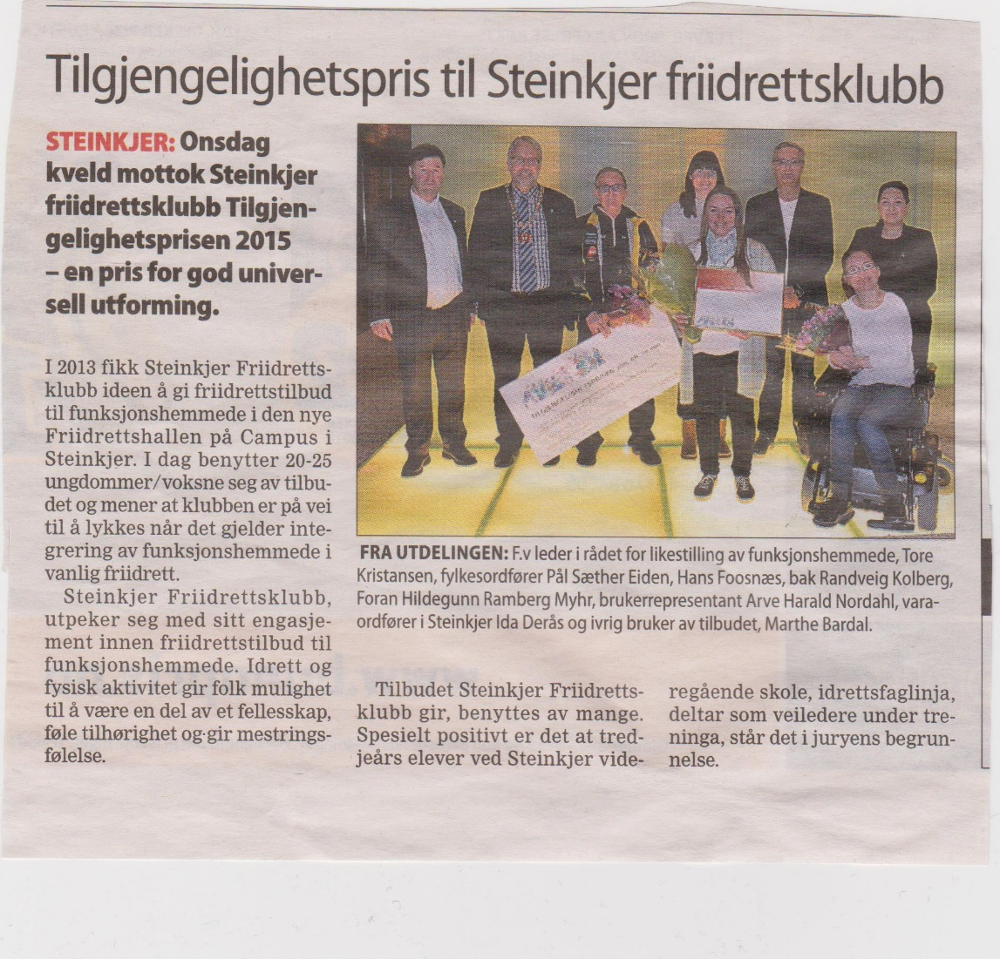 Tilgjengelighetspris til Steinkjer friidrettsklubb
STEINKJER: Onsdag
kveld mottok Steinkjer
friidrettsklubb Tilgjen-
gelighetsprisen 2015
– en pris for god univer-
sell utforming.
I 2013 fikk Steinkjer Friidretts-
klubb ideen å gi friidrettstilbud
til funksjonshemmede i den nye
Friidrettshallen på Campus i
Steinkjer. I dag benytter 20-25
ungdommer/voksne seg av tilbu-
det og mener at klubben er på vei
til å lykkes når det gjelder inte-
grering av funksjonshemmede i
vanlig friidrett.
Steinkjer Friidrettsklubb,
utpeker seg med sitt engasje-
ment innen friidrettstilbud til
funksjonshemmede. Idrett og
fysisk aktivitet gir folk mulighet
til å være en del av et fellesskap,
føle tilhørighet og gir mestrings-
følelse.
FRA UTDELINGEN: F.v leder i rådet for likestilling av funksjonshemmede, Tore
Kristansen, fylkesordfører Pål Sæther Eiden, Hans Foosnæs, bak Randveig Kolberg,
Foran Hildegunn Ramberg Myhr, brukerrepresentant Arve Harald Nordahl, vara-
ordfører i Steinkjer Ida Derås og ivrig bruker av tilbudet, Marthe Bardal.
Tilbudet Steinkjer Friidretts-
klubb gir, benyttes av mange.
Spesielt positivt er det at tred-
jeårs elever ved Steinkjer vide-
regående skole, idrettsfaglinja,
deltar som veiledere under tre-
ninga, står det i juryens begrun-
nelse.